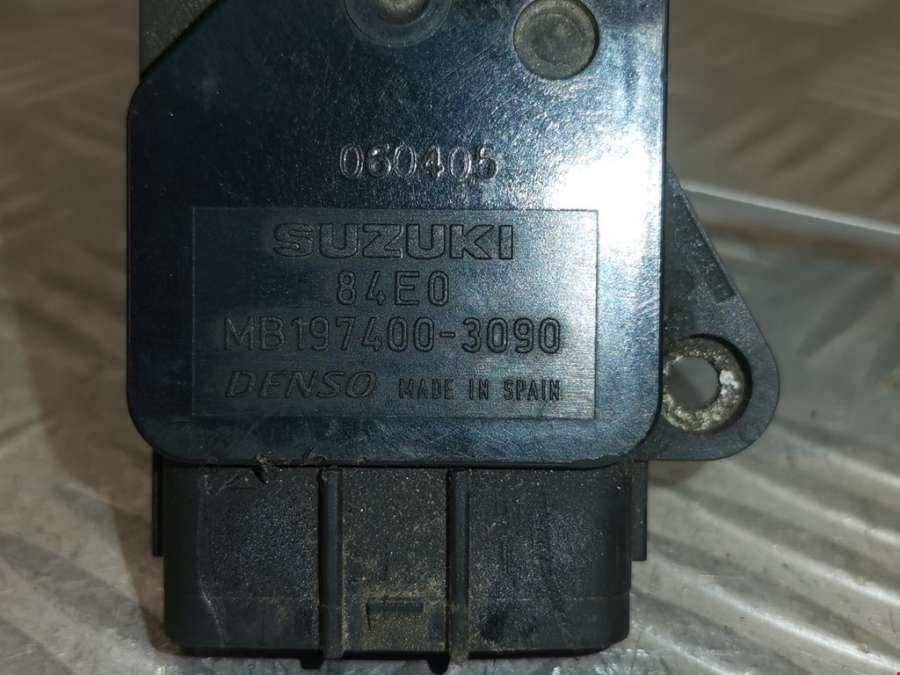 060405
SUZUKI
84E0
MB197400-3090
DENSO MADE IN SPAIN